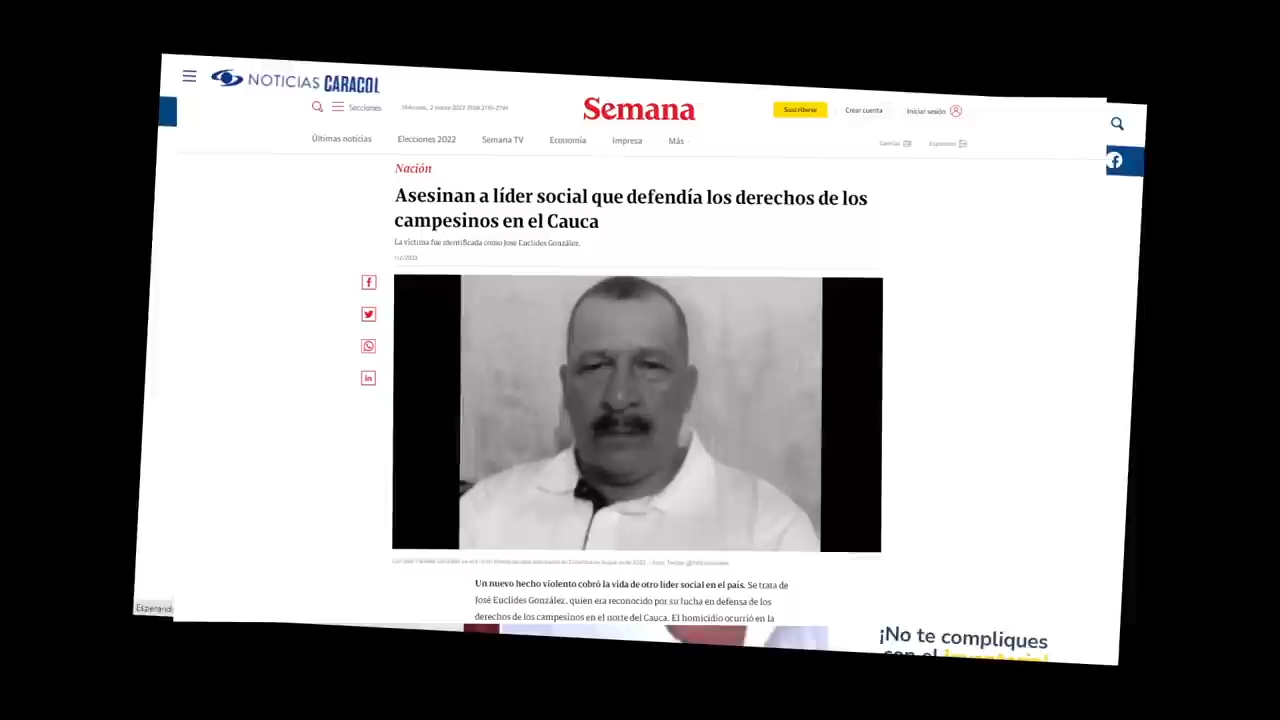 NOTICIAS CARACOL
Secciones
Semana
Suscribirse
Crear cuenta
Iniciar sesión
Últimas noticias
Elecciones 2022
Semana TV
Economía
Impresa
Más
Nación
Asesinan a líder social que defendía los derechos de los
campesinos en el Cauca
La víctima fue identificada como José Euclides González.
Un nuevo hecho violento cobró la vida de otro líder social en el país. Se trata de
José Euclides González, quien era reconocido por su lucha en defensa de los
derechos de los campesinos en el norte del Cauca. El homicidio ocurrió en la
Esperand
¡No te compliques
con el